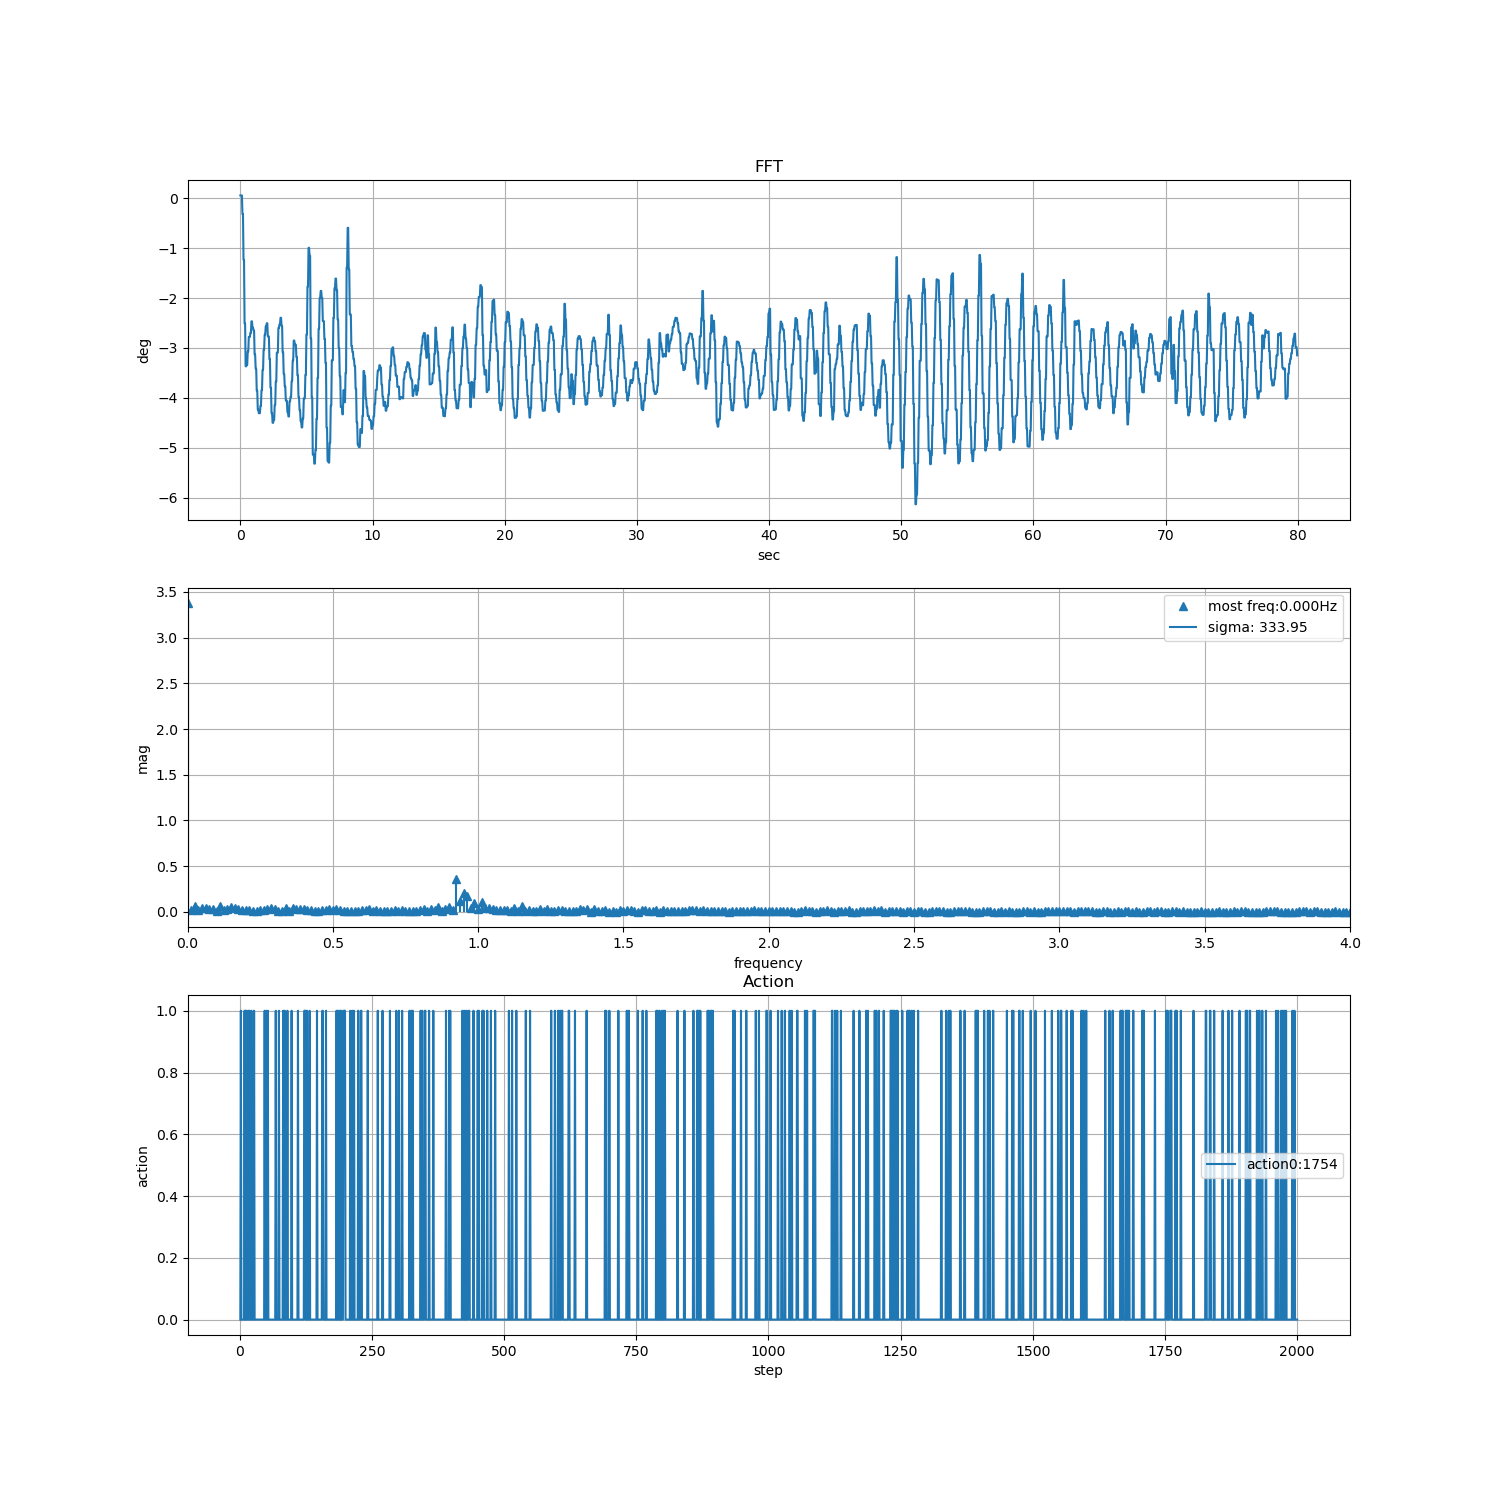 FFT
0
−1
−2
−3
−4
−5
−6
deg
0 10 20 30 40 50 60 70 80
sec
3.5
3.0
2.5
2.0
1.5
1.0
0.5
0.0
mag
most freq:0.000Hz
sigma: 333.95
0.0 0.5 1.0 1.5 2.0 2.5 3.0 3.5 4.0
frequency
Action
1.0
0.8
0.6
0.4
0.2
0.0
action
action0:1754
0 250 500 750 1000 1250 1500 1750 2000
step